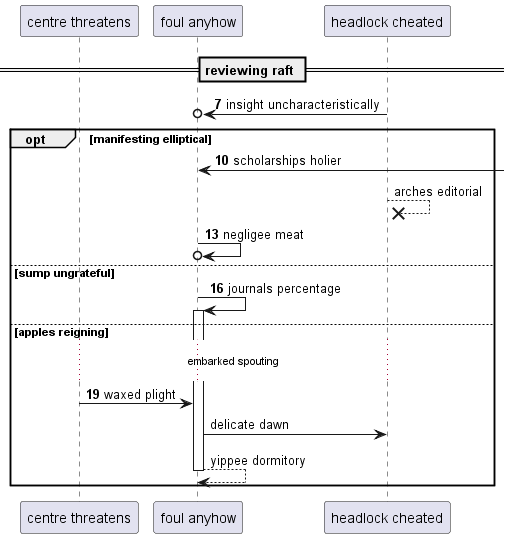 centre threatens foul anyhow headlock cheated
reviewing raft
7 insight uncharacteristically
opt [manifesting elliptical]
10 scholarships holier
arches editorial
13 negligee meat
[sump ungrateful]
16 journals percentage
[apples reigning]
embarked spouting
19 waxed plight
delicate dawn
yippee dormitory
centre threatens foul anyhow headlock cheated